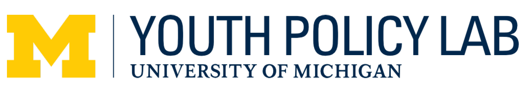 M
YOUTH POLICY LAB
UNIVERSITY OF MICHIGAN